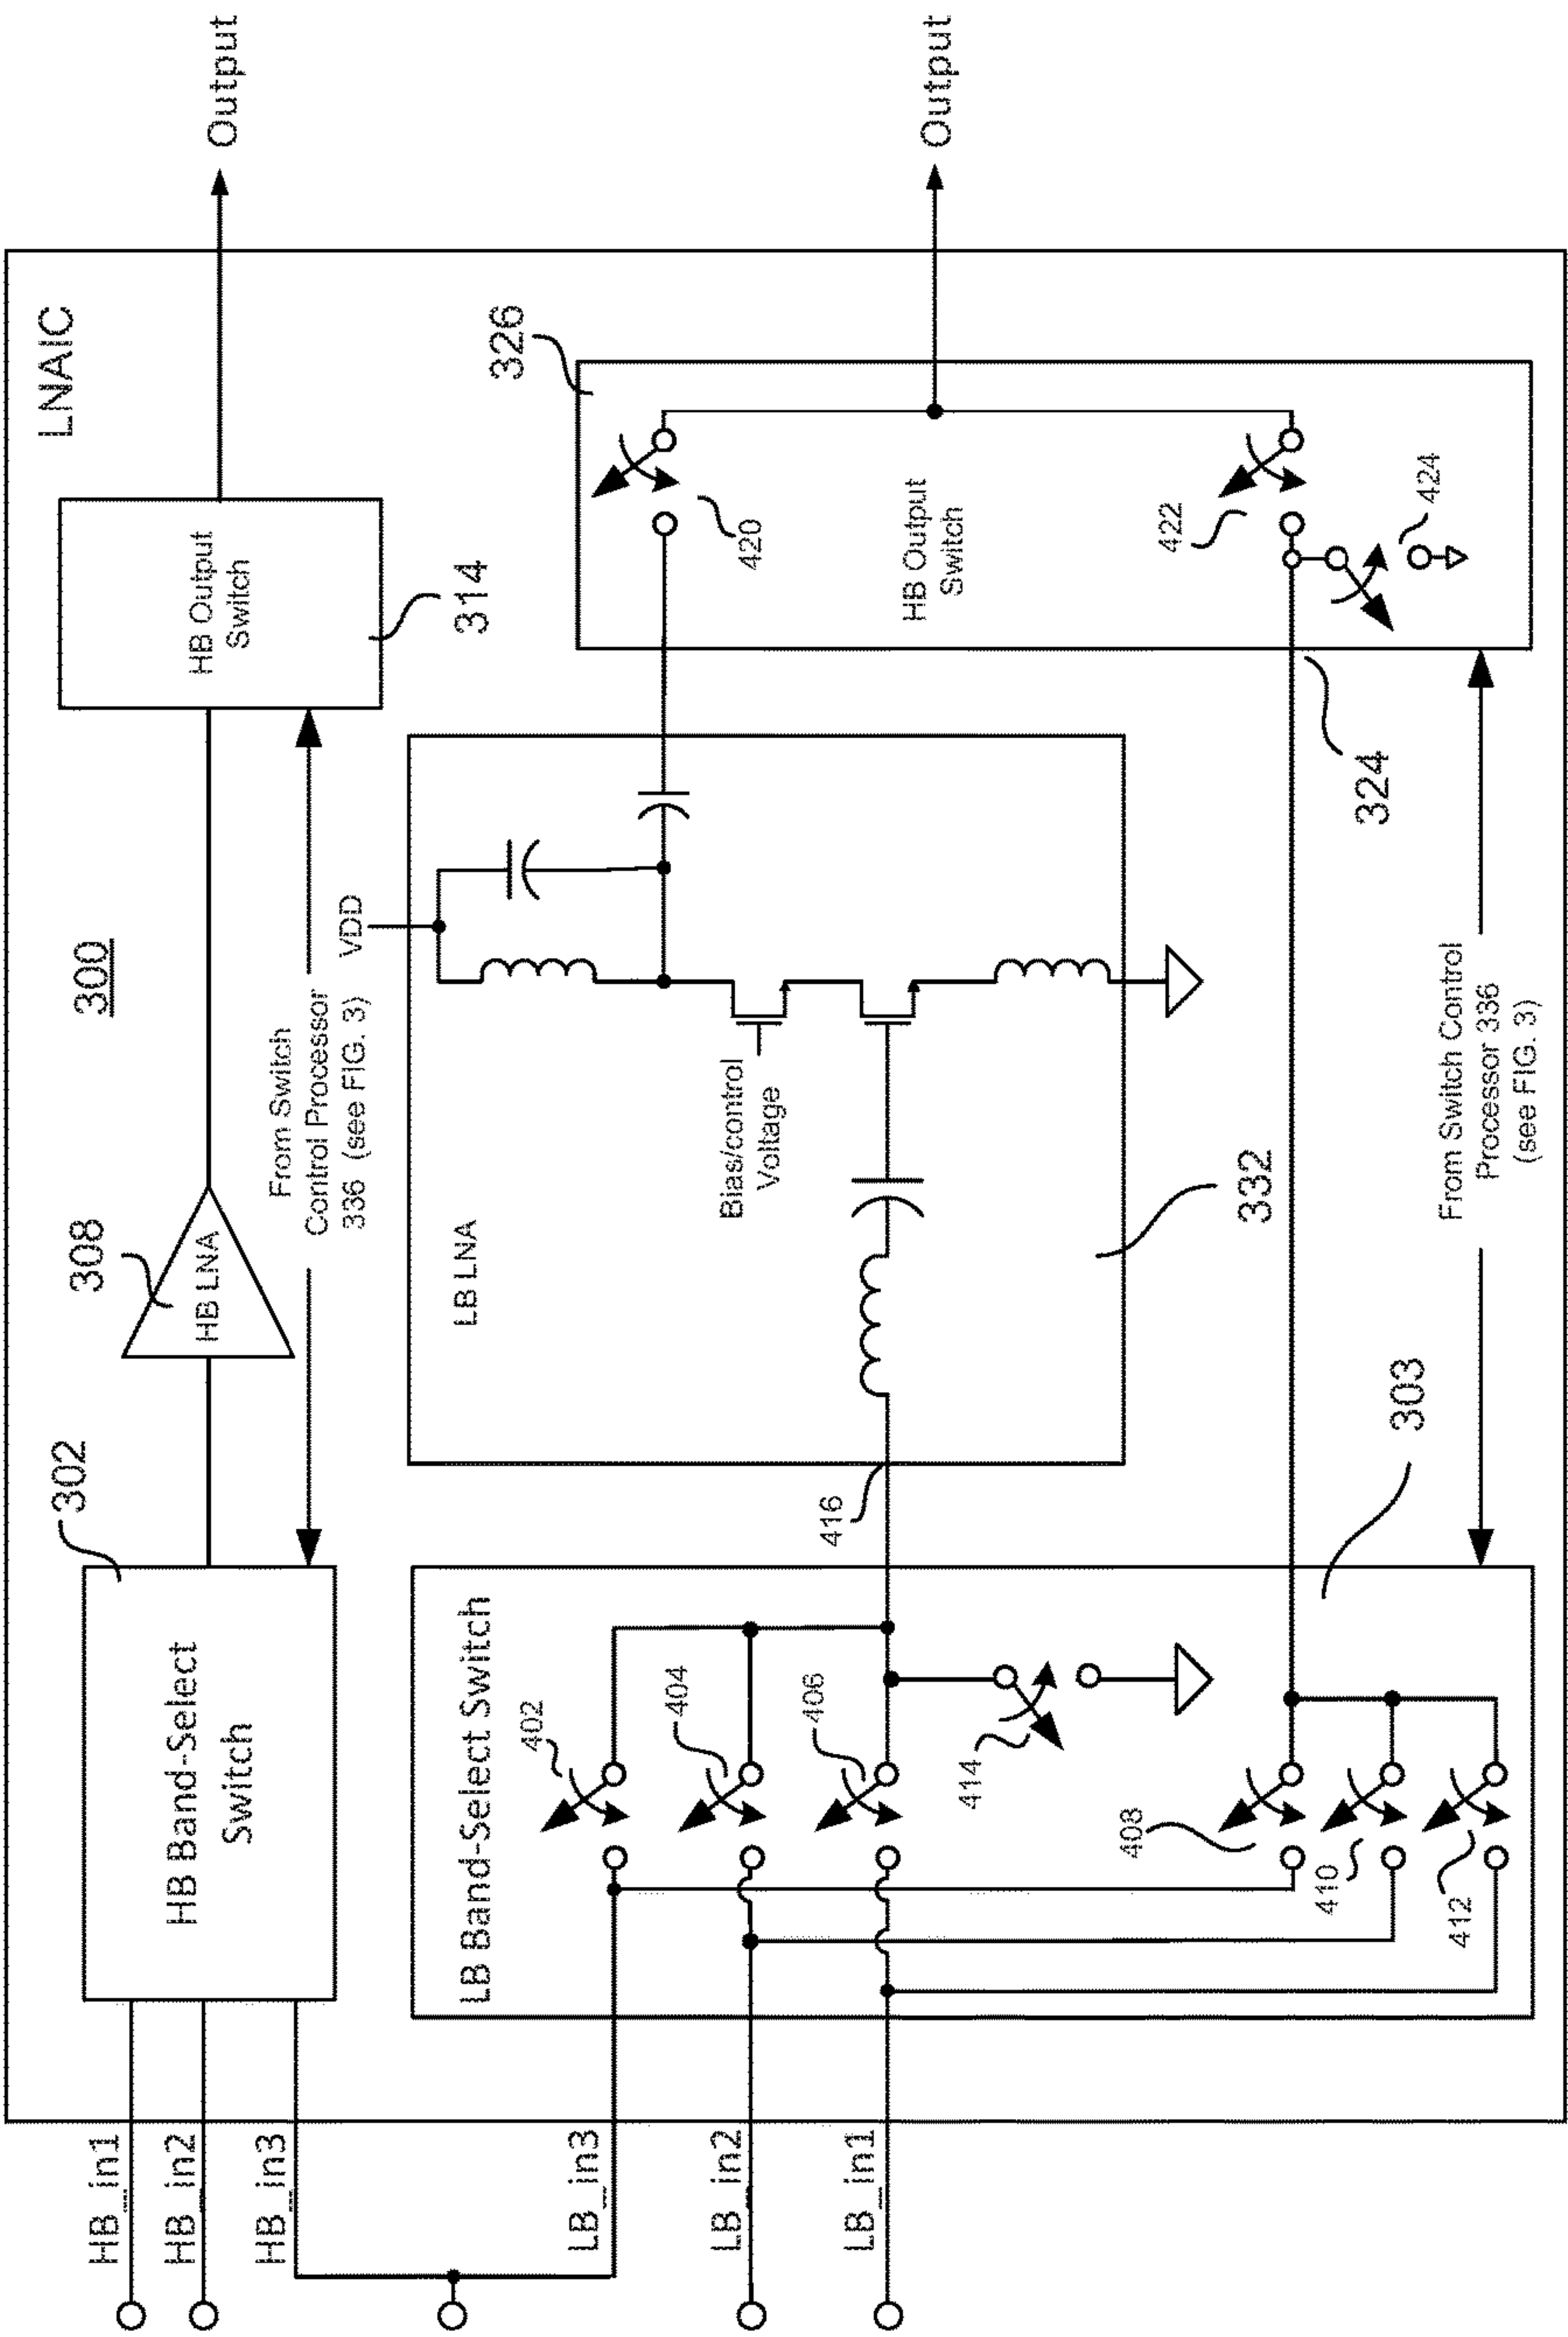 300
LNAIC
HB_in1
HB_in2
HB_in3
302
HB Band-Select
Switch
308
HB LNA
From Switch
Control Processor
336 (see FIG. 3)
HB Output
Switch
314
Output
LB_in3
LB_in2
LB_in1
LB Band-Select Switch
402
404
406
414
408
410
412
303
416
LB LNA
VDD
Bias/control
Voltage
332
326
420
HB Output
Switch
422
424
324
Output
From Switch Control
Processor 336
(see FIG. 3)